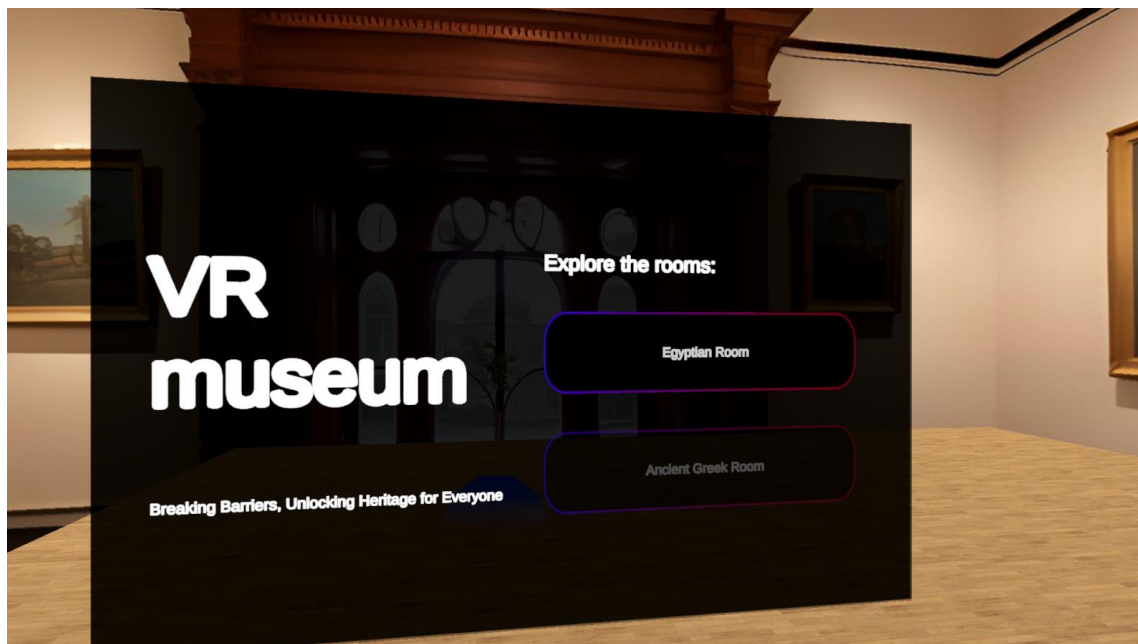 VR
museum
Breaking Barriers, Unlocking Heritage for Everyone
Explore the rooms:
Egyptian Room
Ancient Greek Room